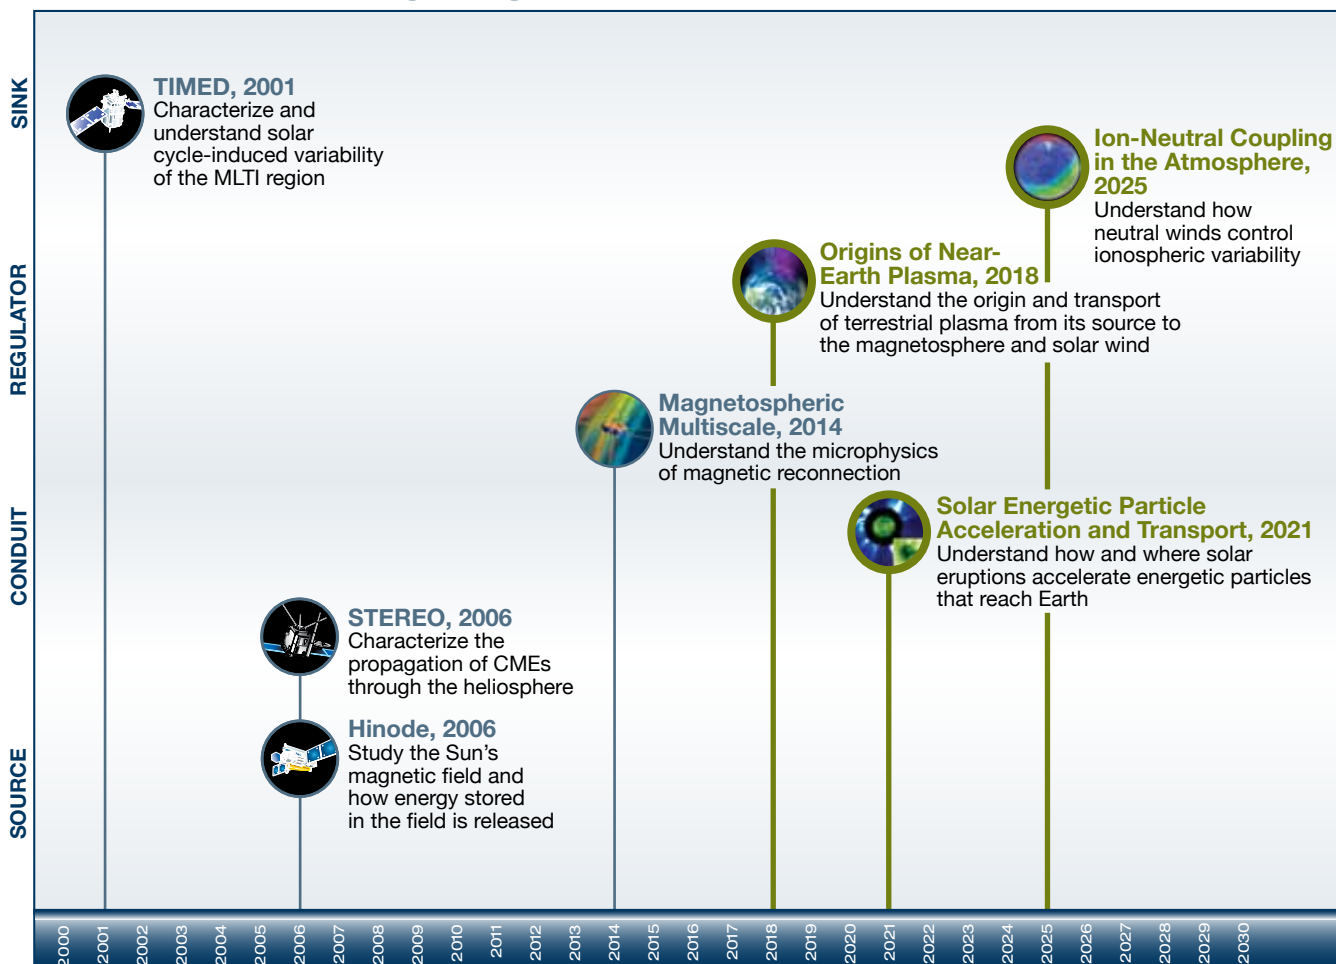 SINK
REGULATOR
CONDUIT
SOURCE
TIMED, 2001
Characterize and
understand solar
cycle-induced variability
of the MLTI region
Ion-Neutral Coupling
in the Atmosphere,
2025
Understand how
neutral winds control
ionospheric variability
Origins of Near-
Earth Plasma, 2018
Understand the origin and transport
of terrestrial plasma from its source to
the magnetosphere and solar wind
Magnetospheric
Multiscale, 2014
Understand the microphysics
of magnetic reconnection
Solar Energetic Particle
Acceleration and Transport, 2021
Understand how and where solar
eruptions accelerate energetic particles
that reach Earth
STEREO, 2006
Characterize the
propagation of CMEs
through the heliosphere
Hinode, 2006
Study the Sun’s
magnetic field and
how energy stored
in the field is released
2000
2001
2002
2003
2004
2005
2006
2007
2008
2009
2010
2011
2012
2013
2014
2015
2016
2017
2018
2019
2020
2021
2022
2023
2024
2025
2026
2027
2028
2029
2030